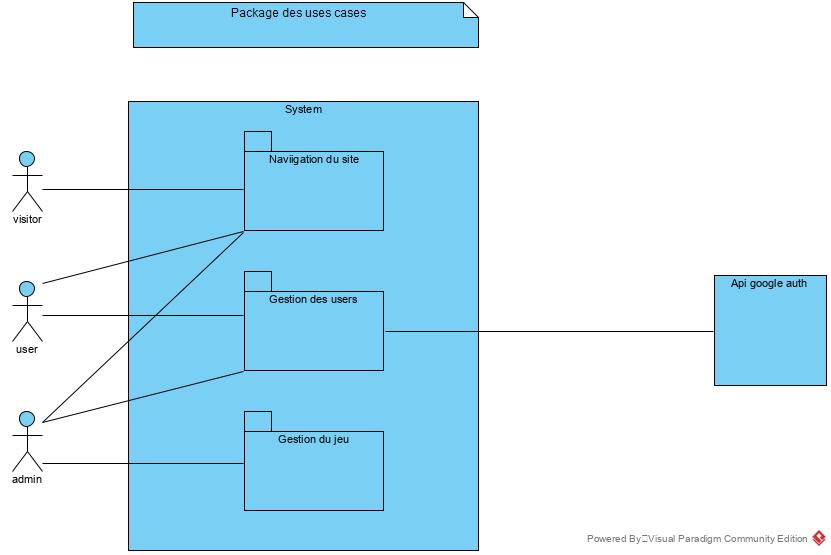 Package des uses cases
System
Naviigation du site
visitor
Gestion des users
Api google auth
user
Gestion du jeu
admin
Powered By Visual Paradigm Community Edition